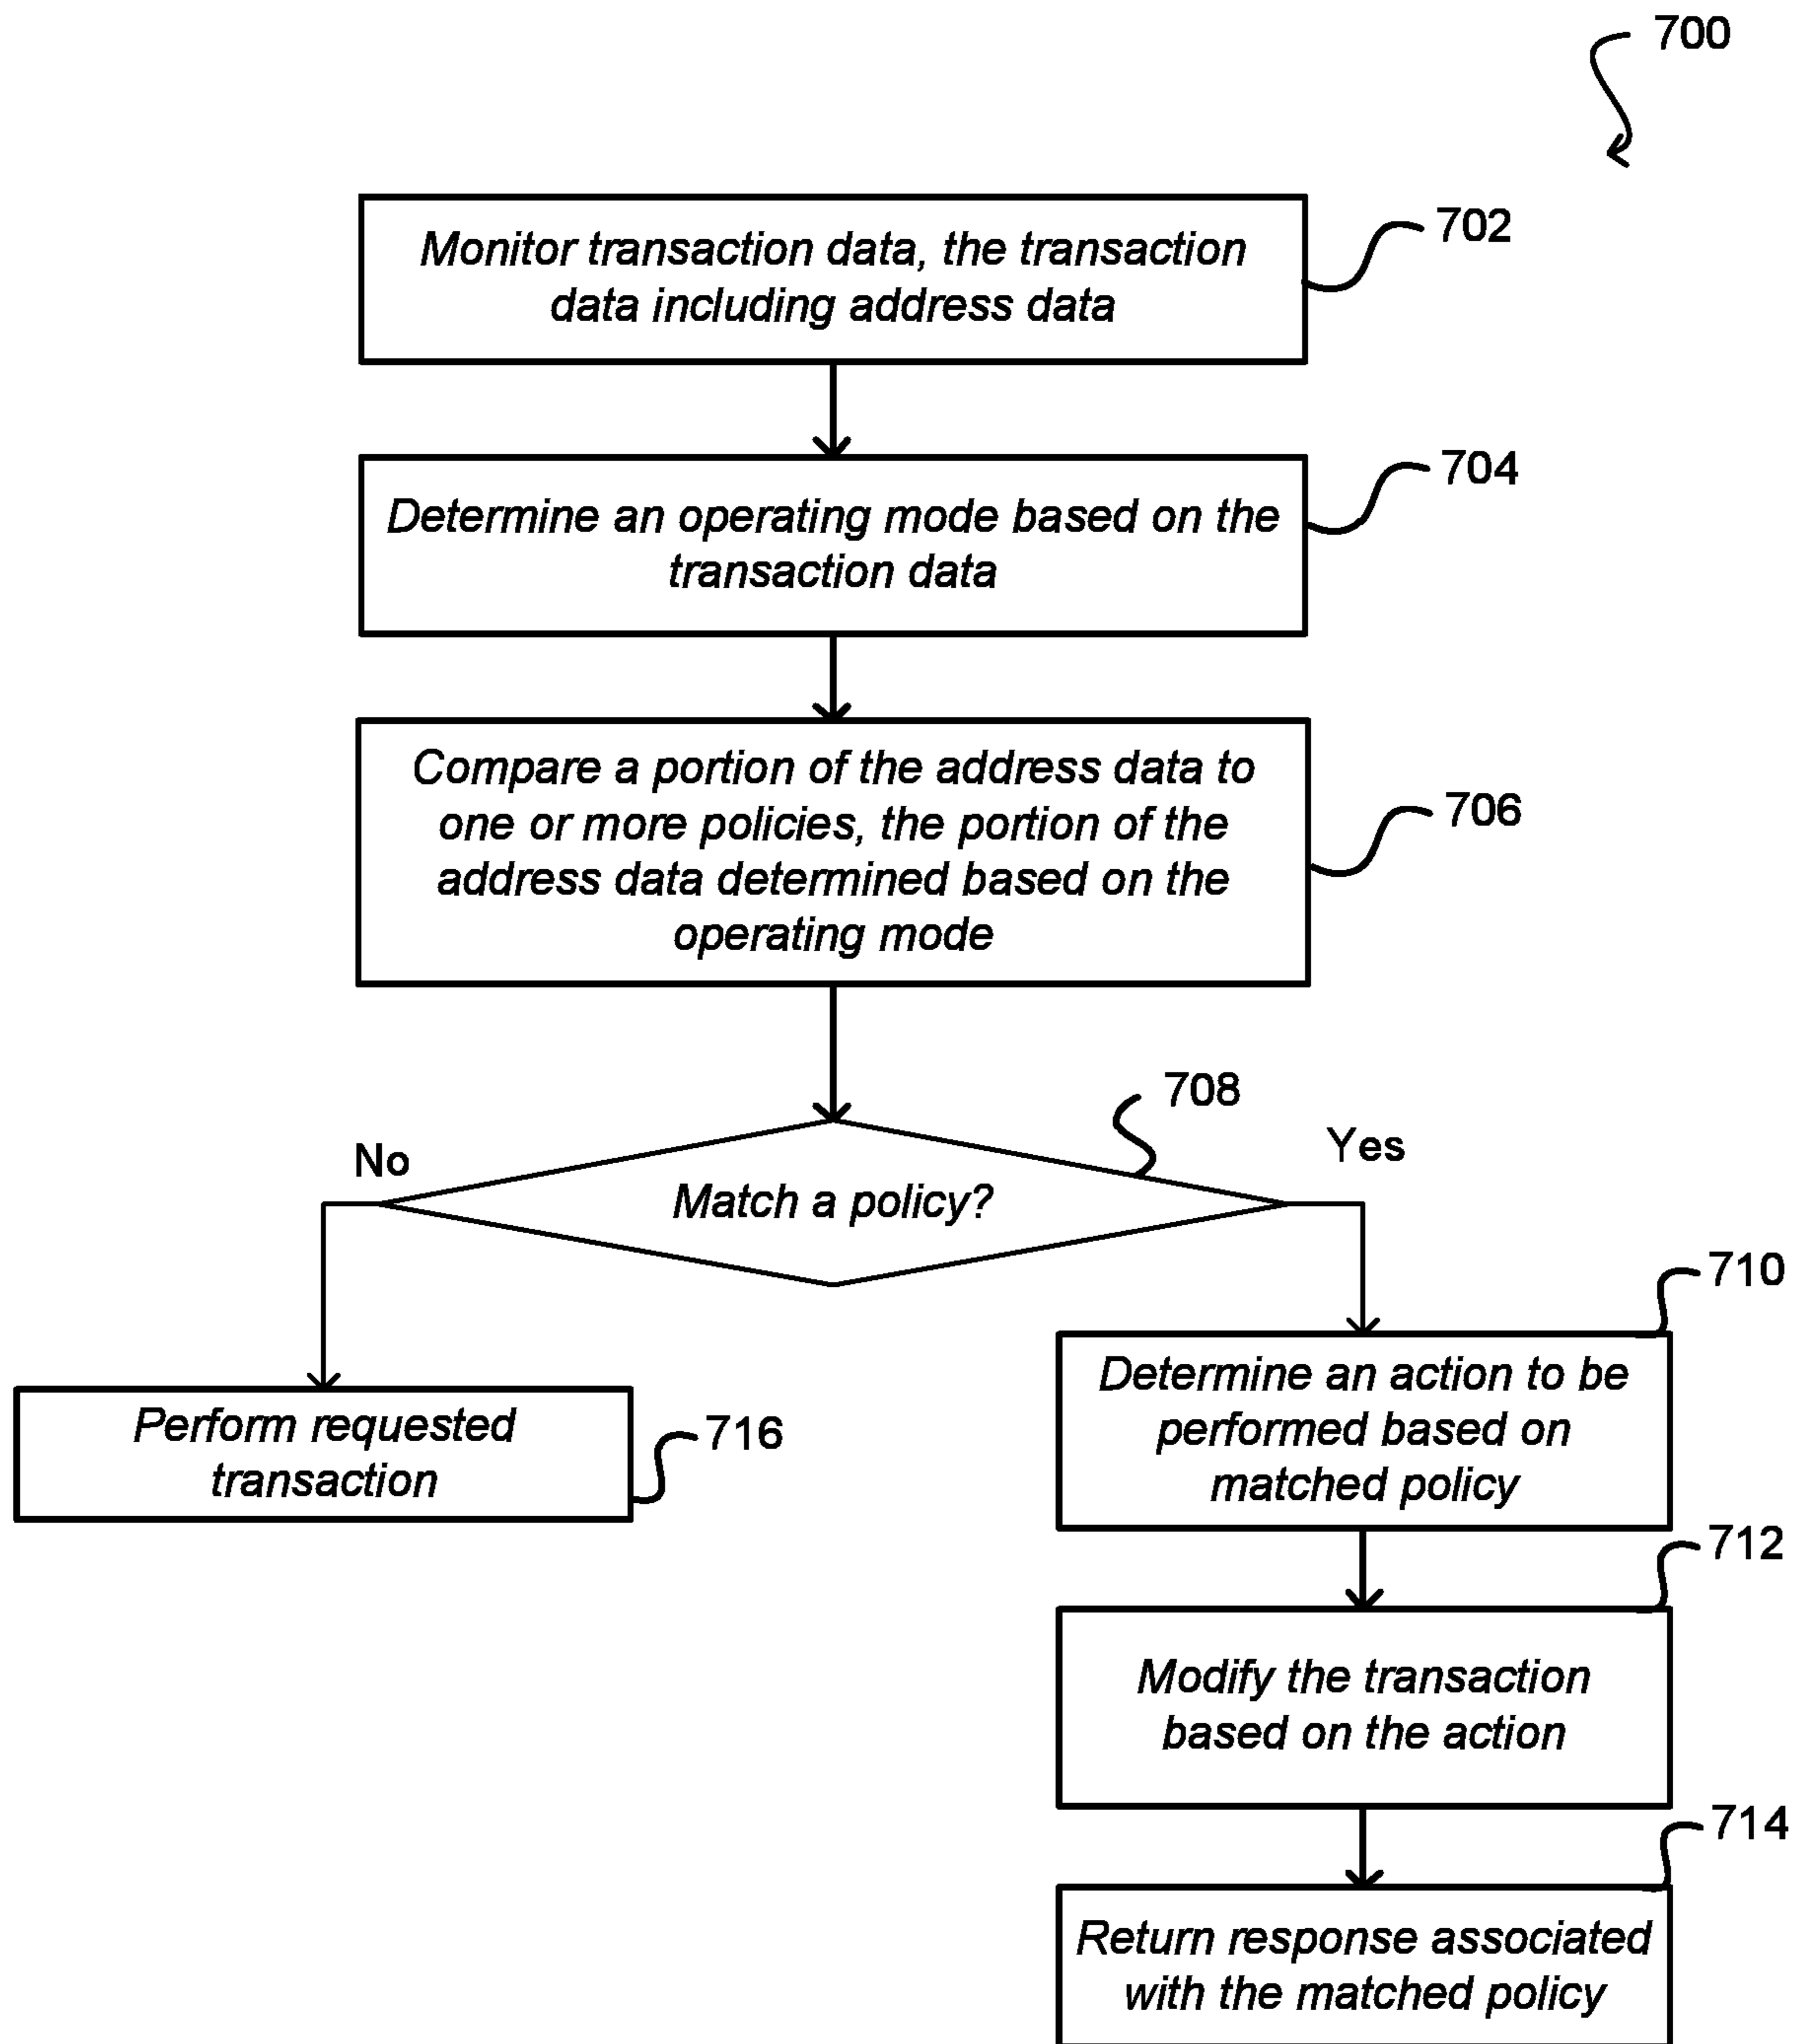 700
Monitor transaction data, the transaction
data including address data
702
Determine an operating mode based on the
transaction data
704
Compare a portion of the address data to
one or more policies, the portion of the
address data determined based on the
operating mode
706
708
No
Yes
Match a policy?
710
Determine an action to be
performed based on
matched policy
Perform requested
transaction
716
712
Modify the transaction
based on the action
714
Return response associated
with the matched policy